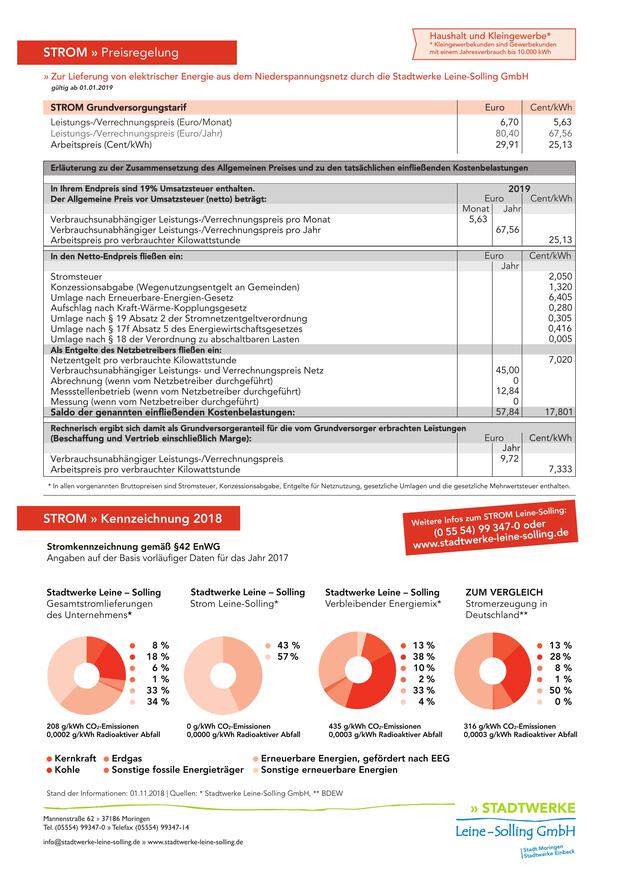 Haushalt und Kleingewerbe*
* Kleingewerbekunden sind Gewerbekunden
mit einem Jahresverbrauch bis 10.000 kWh
STROM » Preisregelung
» Zur Lieferung von elektrischer Energie aus dem Niederspannungsnetz durch die Stadtwerke Leine-Solling GmbH
gültig ab 01.01.2019
STROM Grundversorgungstarif Euro Cent/kWh
Leistungs-/Verrechnungspreis (Euro/Monat) 6,70 5,63
Leistungs-/Verrechnungspreis (Euro/Jahr) 80,40 67,56
Arbeitspreis (Cent/kWh) 29,91 25,13
Erläuterung zu der Zusammensetzung des Allgemeinen Preises und zu den tatsächlichen einfließenden Kostenbelastungen
In Ihrem Endpreis sind 19% Umsatzsteuer enthalten. 2019
Der Allgemeine Preis vor Umsatzsteuer (netto) beträgt: Euro Cent/kWh
Monat Jahr
Verbrauchsunabhängiger Leistungs-/Verrechnungspreis pro Monat 5,63
Verbrauchsunabhängiger Leistungs-/Verrechnungspreis pro Jahr 67,56
Arbeitspreis pro verbrauchter Kilowattstunde 25,13
In den Netto-Endpreis fließen ein: Euro Cent/kWh
Jahr
Stromsteuer 2,050
Konzessionsabgabe (Wegenutzungsentgelt an Gemeinden) 1,320
Umlage nach Erneuerbare-Energien-Gesetz 6,405
Aufschlag nach Kraft-Wärme-Kopplungsgesetz 0,280
Umlage nach § 19 Absatz 2 der Stromnetzentgeltverordnung 0,305
Umlage nach § 17f Absatz 5 des Energiewirtschaftsgesetzes 0,416
Umlage nach § 18 der Verordnung zu abschaltbaren Lasten 0,005
Als Entgelte des Netzbetreibers fließen ein:
Netzentgelt pro verbrauchte Kilowattstunde 7,020
Verbrauchsunabhängiger Leistungs- und Verrechnungspreis Netz 45,00
Abrechnung (wenn vom Netzbetreiber durchgeführt) 0
Messstellenbetrieb (wenn vom Netzbetreiber durchgeführt) 12,84
Messung (wenn vom Netzbetreiber durchgeführt) 0
Saldo der genannten einfließenden Kostenbelastungen: 57,84 17,801
Rechnerisch ergibt sich damit als Grundversorgeranteil für die vom Grundversorger erbrachten Leistungen
(Beschaffung und Vertrieb einschließlich Marge): Euro Cent/kWh
Jahr
Verbrauchsunabhängiger Leistungs-/Verrechnungspreis 9,72
Arbeitspreis pro verbrauchter Kilowattstunde 7,333
* In allen vorgenannten Bruttopreisen sind Stromsteuer, Konzessionsabgabe, Entgelte für Netznutzung, gesetzliche Umlagen und die gesetzliche Mehrwertsteuer enthalten.
STROM » Kennzeichnung 2018
Weitere Infos zum STROM Leine-Solling:
(0 55 54) 99 347-0 oder
www.stadtwerke-leine-solling.de
Stromkennzeichnung gemäß §42 EnWG
Angaben auf der Basis vorläufiger Daten für das Jahr 2017
Stadtwerke Leine – Solling
Gesamtstromlieferungen
des Unternehmens*
8 %
18 %
6 %
1 %
33 %
34 %
208 g/kWh CO₂-Emissionen
0,0002 g/kWh Radioaktiver Abfall
Stadtwerke Leine – Solling
Strom Leine-Solling*
43 %
57 %
0 g/kWh CO₂-Emissionen
0,0000 g/kWh Radioaktiver Abfall
Stadtwerke Leine – Solling
Verbleibender Energiemix*
13 %
38 %
10 %
2 %
33 %
4 %
435 g/kWh CO₂-Emissionen
0,0003 g/kWh Radioaktiver Abfall
ZUM VERGLEICH
Stromerzeugung in
Deutschland**
13 %
28 %
8 %
1 %
50 %
0 %
316 g/kWh CO₂-Emissionen
0,0003 g/kWh Radioaktiver Abfall
Kernkraft Erdgas Erneuerbare Energien, gefördert nach EEG
Kohle Sonstige fossile Energieträger Sonstige erneuerbare Energien
Stand der Informationen: 01.11.2018 | Quellen: * Stadtwerke Leine-Solling GmbH, ** BDEW
Mannenstraße 62 » 37186 Moringen
Tel. (05554) 99347-0 » Telefax (05554) 99347-14
info@stadtwerke-leine-solling.de » www.stadtwerke-leine-solling.de
» STADTWERKE
Leine-Solling GmbH
Stadt Moringen
Stadtwerke Einbeck